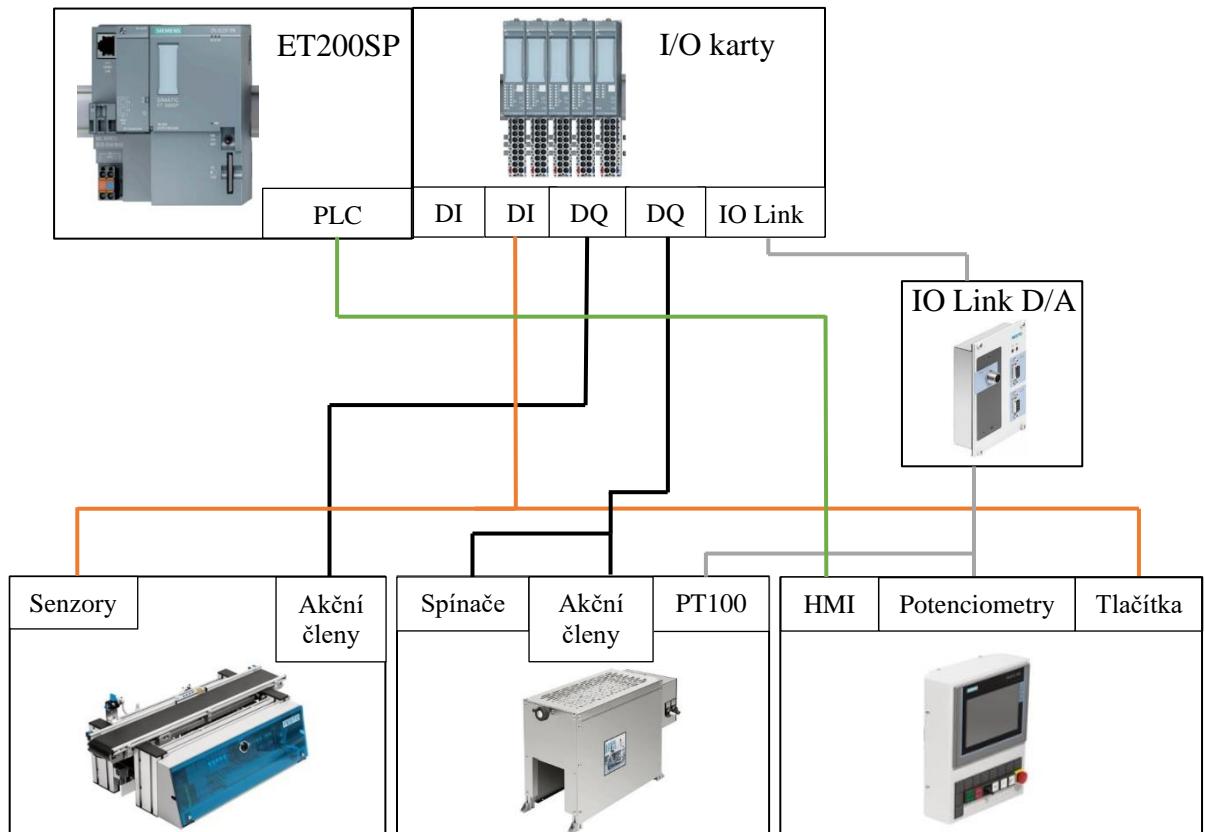 ET200SP
I/O karty
SIEMENS
PLC
DI
DI
DQ
DQ
IO Link
IO Link D/A
Senzory
Akční
členy
Spínače
Akční
členy
PT100
HMI
Potenciometry
Tlačítka